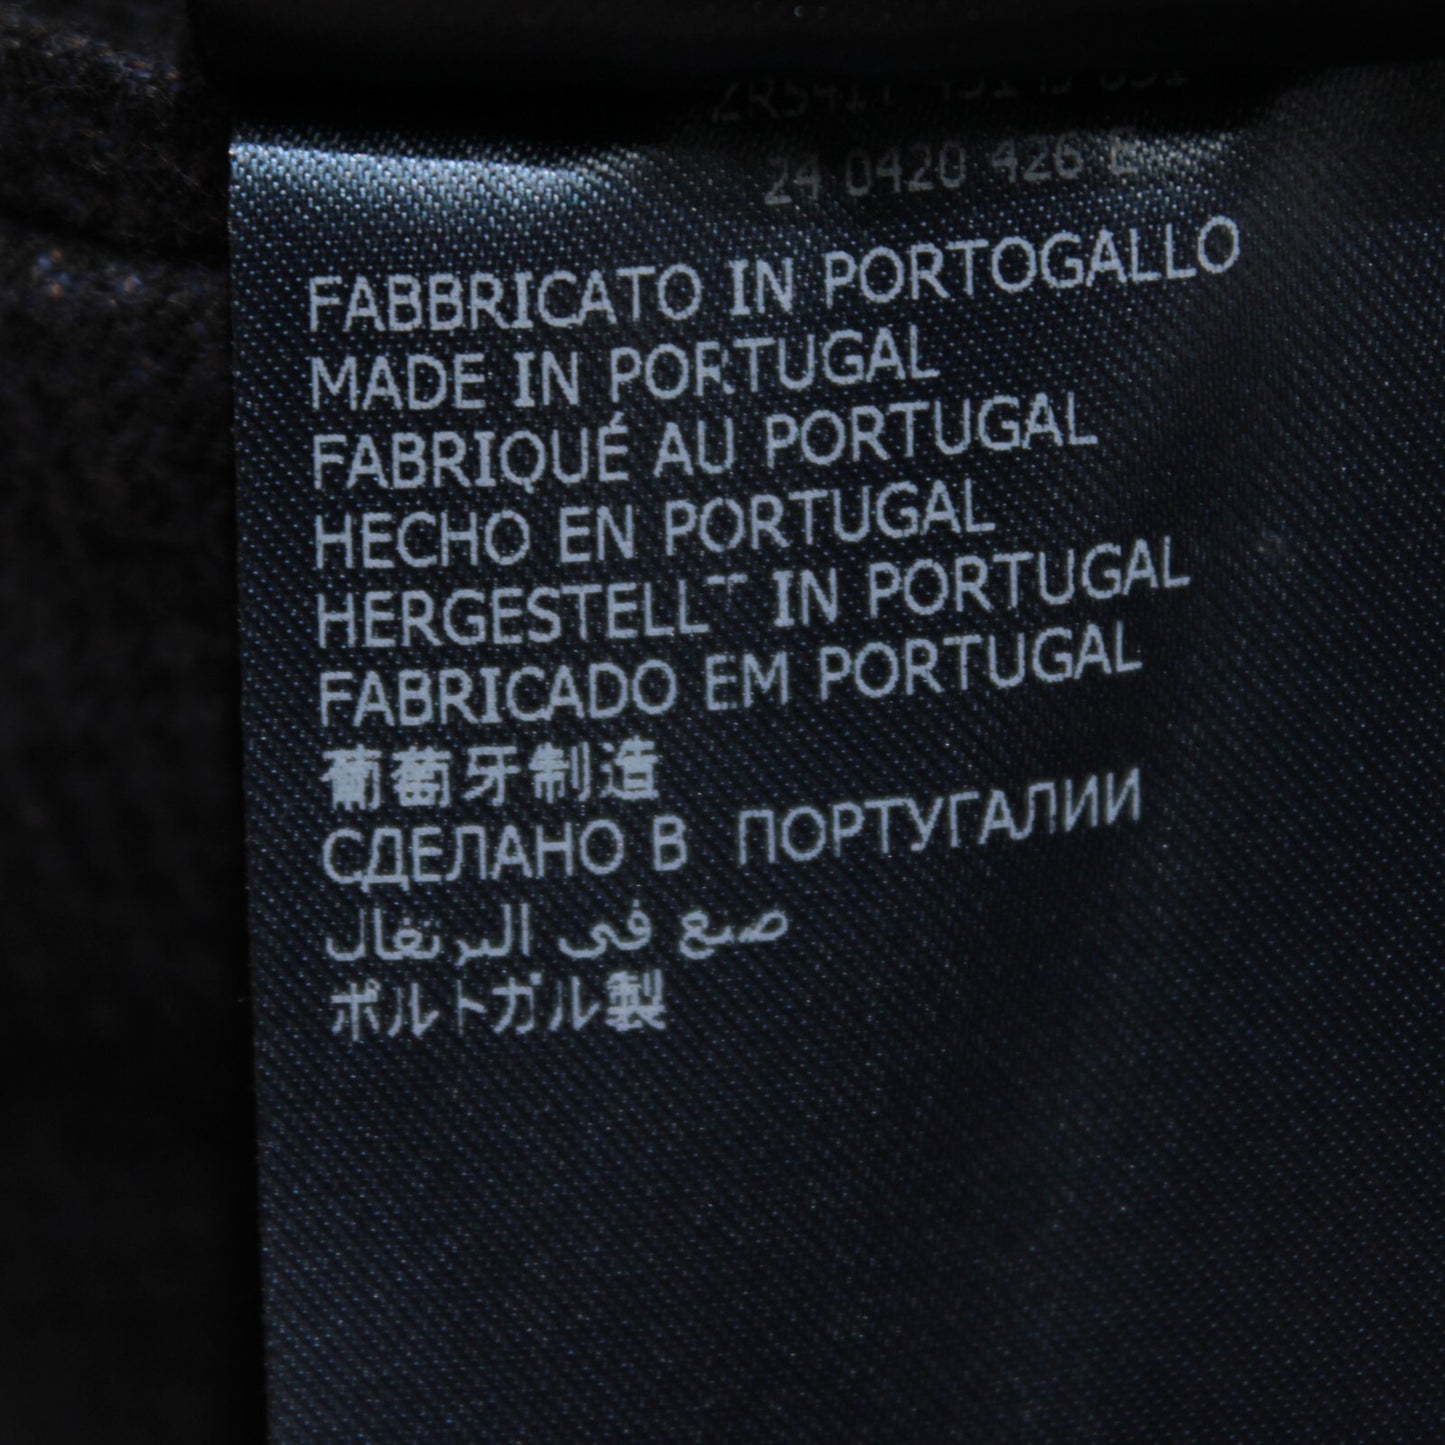 24 0420 426
FABBRICATO IN PORTOGALLO
MADE IN PORTUGAL
FABRIQUÉ AU PORTUGAL
HECHO EN PORTUGAL
HERGESTELLT IN PORTUGAL
FABRICADO EM PORTUGAL
葡萄牙制造
СДЕЛАНО В ПОРТУГАЛИИ
صنع في البرتغال
ポルトガル製